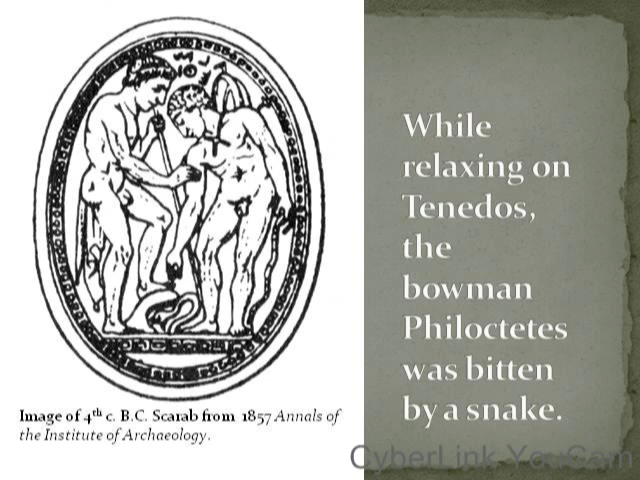 While
relaxing on
Tenedos,
the
bowman
Philoctetes
was bitten
by a snake.
Image of 4th c. B.C. Scarab from 1857 Annals of
the Institute of Archaeology.
CyberLink YouCam